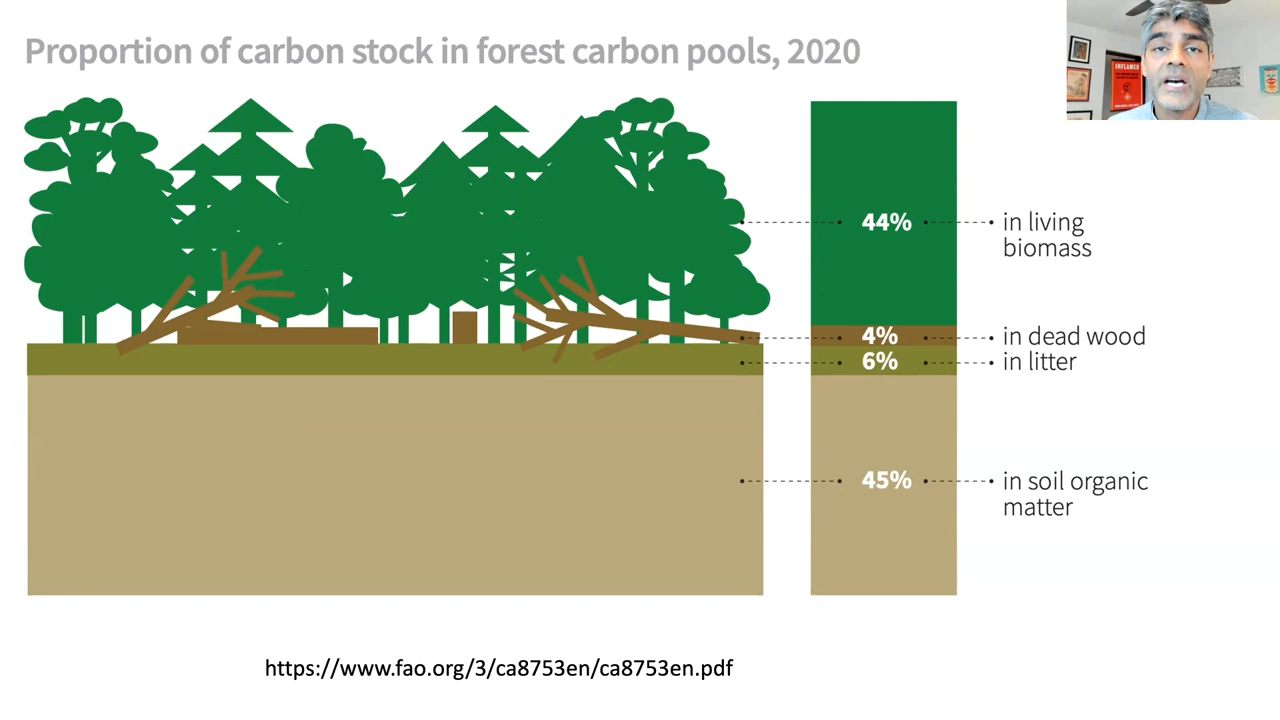 Proportion of carbon stock in forest carbon pools, 2020
INFLAMED
44%
in living
biomass
4%
in dead wood
6%
in litter
45%
in soil organic
matter
https://www.fao.org/3/ca8753en/ca8753en.pdf